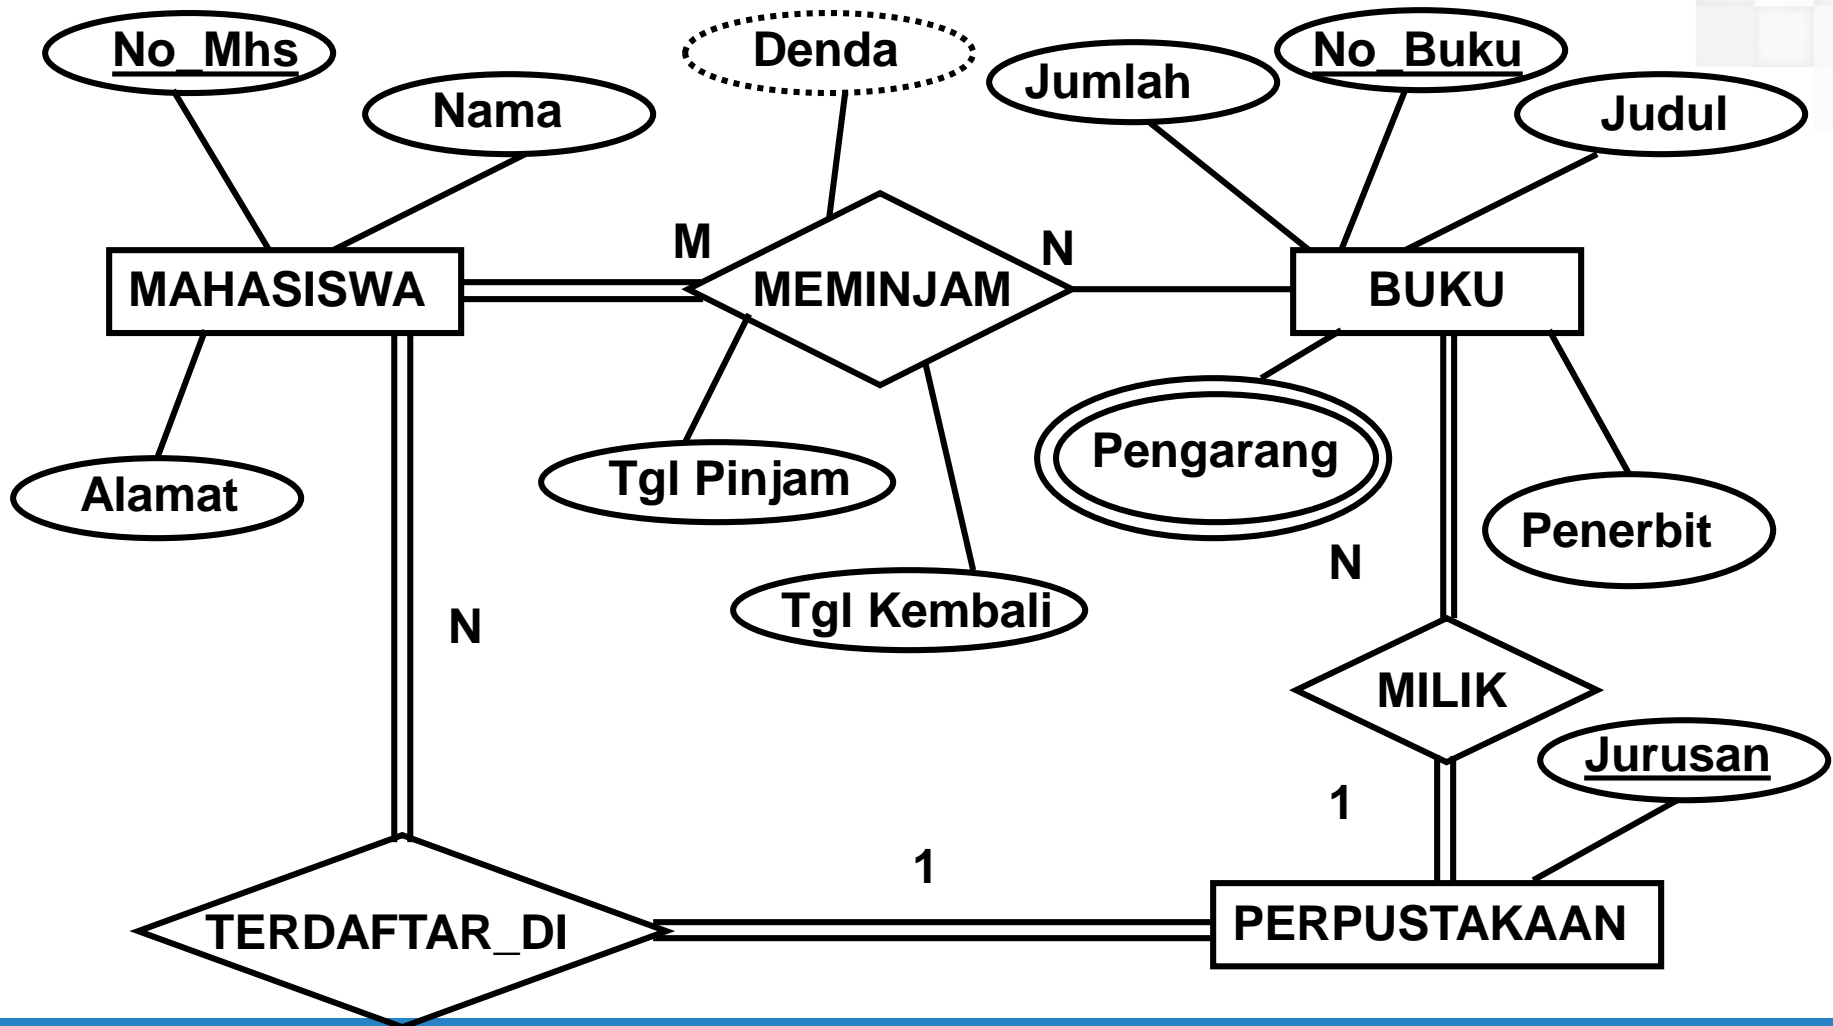 No_Mhs
Denda
Jumlah
No_Buku
Nama
Judul
M
N
MAHASISWA
MEMINJAM
BUKU
Pengarang
Alamat
Tgl Pinjam
Penerbit
N
Tgl Kembali
N
MILIK
Jurusan
1
1
TERDAFTAR_DI
PERPUSTAKAAN